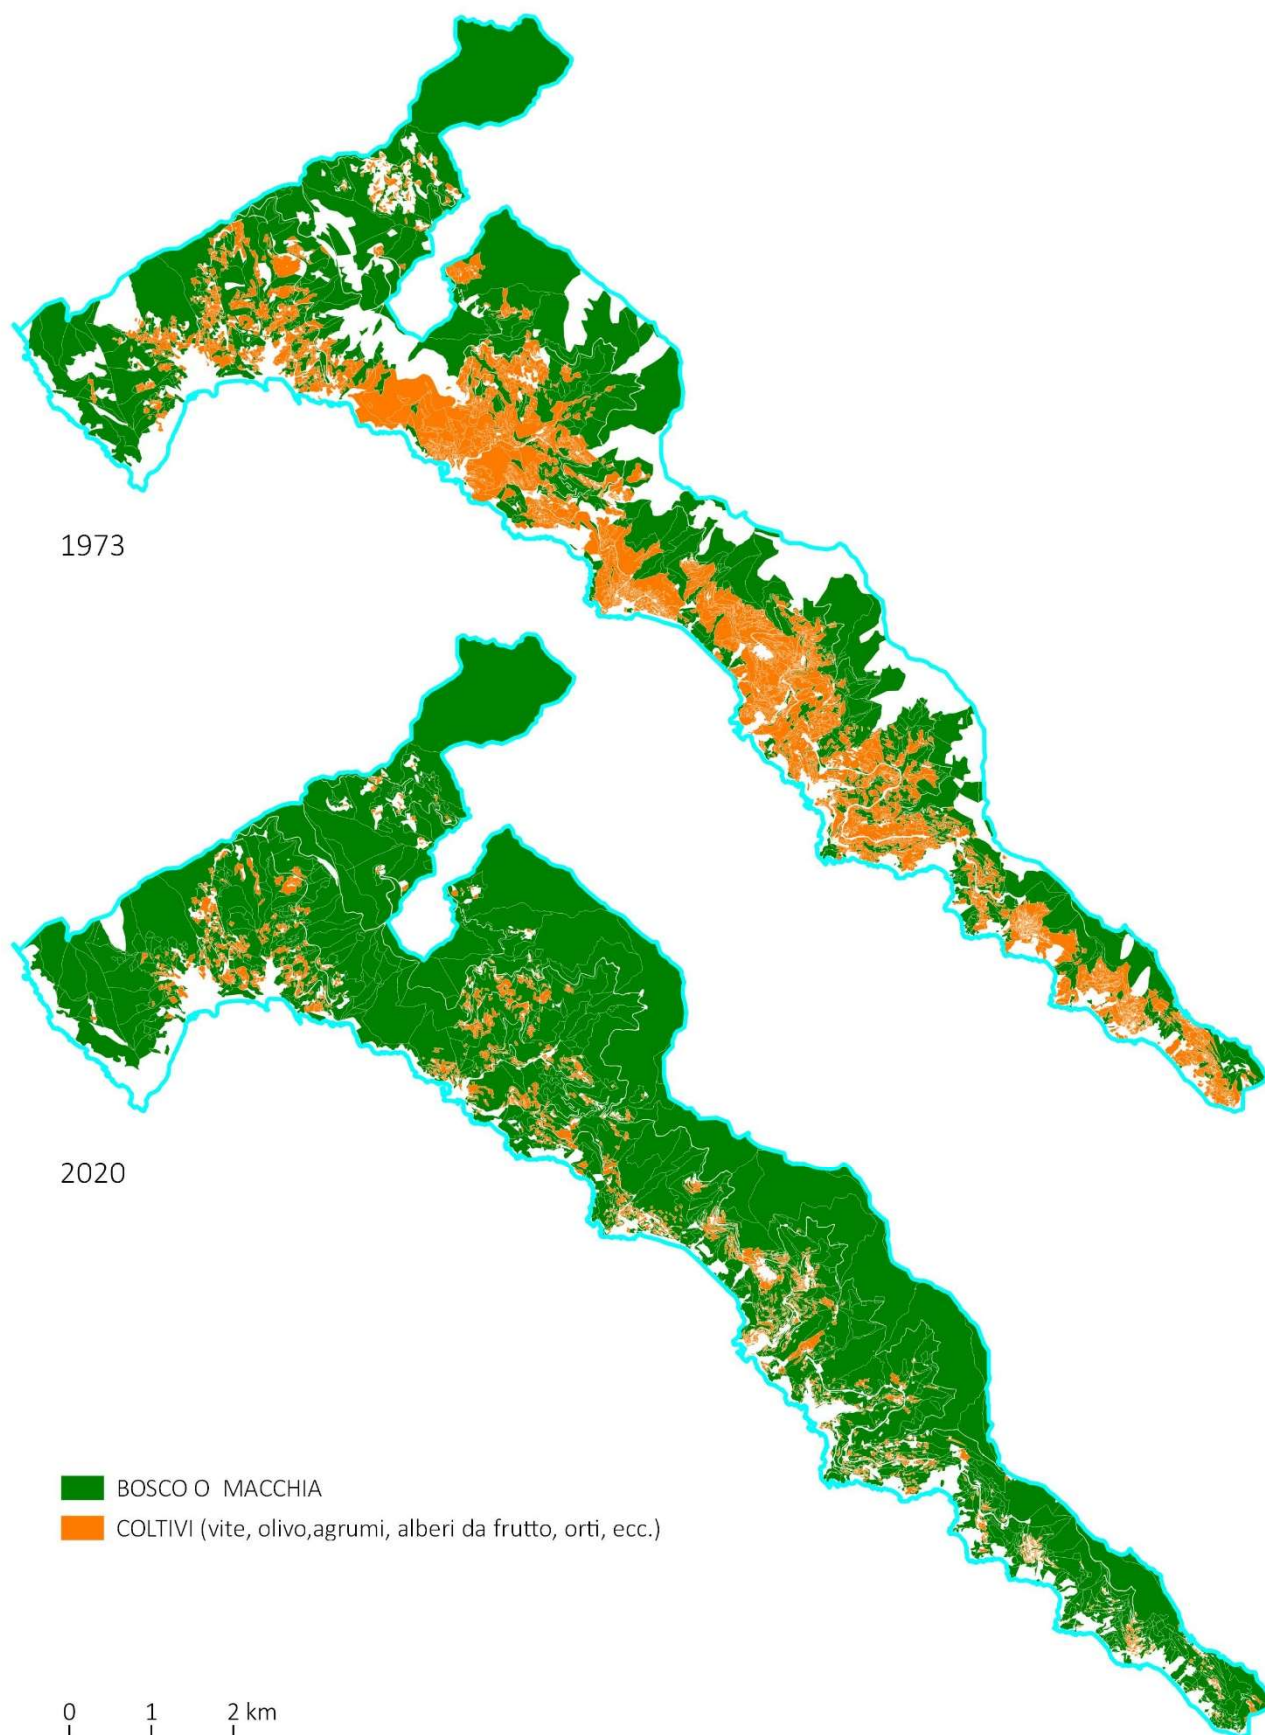 1973
2020
BOSCO O MACCHIA
COLTIVI (vite, olivo,agrumi, alberi da frutto, orti, ecc.)
0 1 2 km